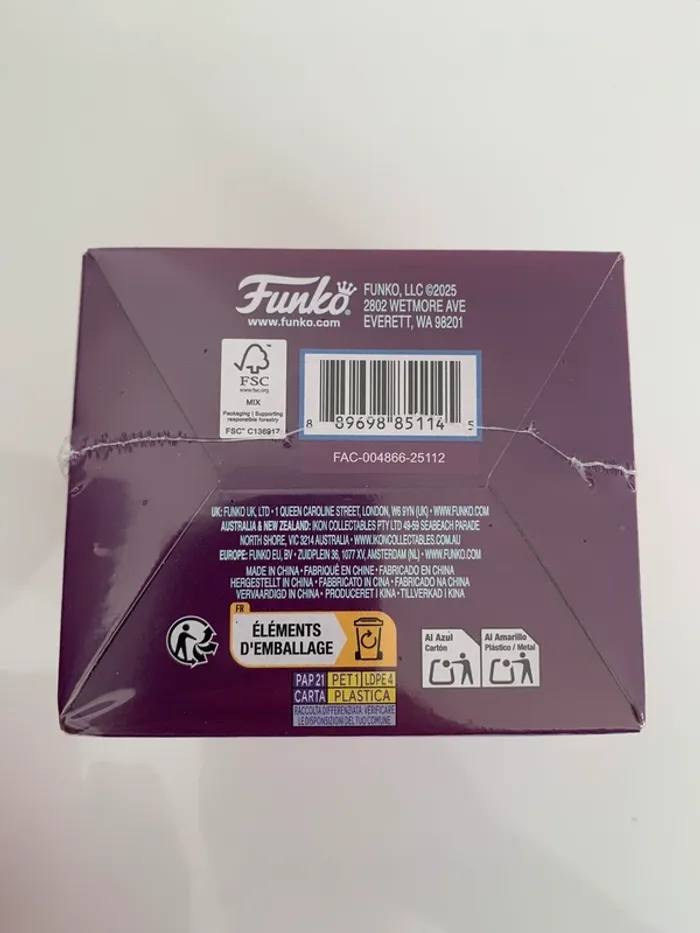 Funko®
www.funko.com
FUNKO, LLC ©2025
2802 WETMORE AVE
EVERETT, WA 98201
FSC
www.fsc.org
MIX
Packaging | Supporting
responsible forestry
FSC® C136917
8 89698 85114 5
FAC-004866-25112
UK: FUNKO UK, LTD • 1 QUEEN CAROLINE STREET, LONDON, W6 9YN (UK) • WWW.FUNKO.COM
AUSTRALIA & NEW ZEALAND: IKON COLLECTABLES PTY LTD 49-59 SEABEACH PARADE
NORTH SHORE, VIC 3214 AUSTRALIA • WWW.IKONCOLLECTABLES.COM.AU
EUROPE: FUNKO EU, BV • ZUIDPLEIN 36, 1077 XV, AMSTERDAM (NL) • WWW.FUNKO.COM
MADE IN CHINA • FABRIQUÉ EN CHINE • FABRICADO EN CHINA
HERGESTELLT IN CHINA • FABBRICATO IN CINA • FABRICADO NA CHINA
VERVAARDIGD IN CHINA • PRODUCERET I KINA • TILLVERKAD I KINA
FR
ÉLÉMENTS
D'EMBALLAGE
Al Azul
Cartón
Al Amarillo
Plástico / Metal
PAP 21 PET 1 LDPE 4
CARTA PLASTICA
RACCOLTA DIFFERENZIATA. VERIFICARE
LE DISPOSIZIONI DEL TUO COMUNE